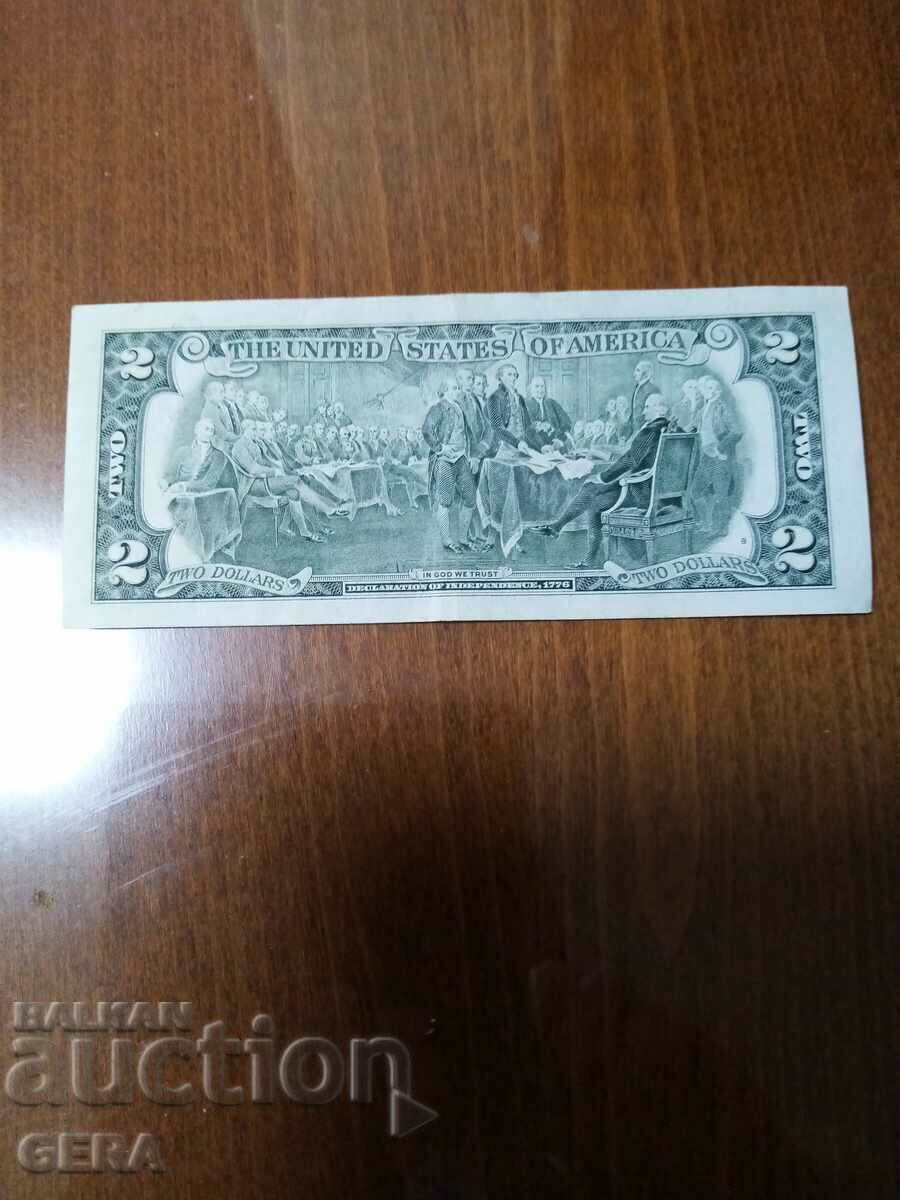 THE UNITED STATES OF AMERICA
2
2
TWO
TWO
2
2
TWO DOLLARS
TWO DOLLARS
IN GOD WE TRUST
DECLARATION OF INDEPENDENCE, 1776
BALKAN
auction
GERA